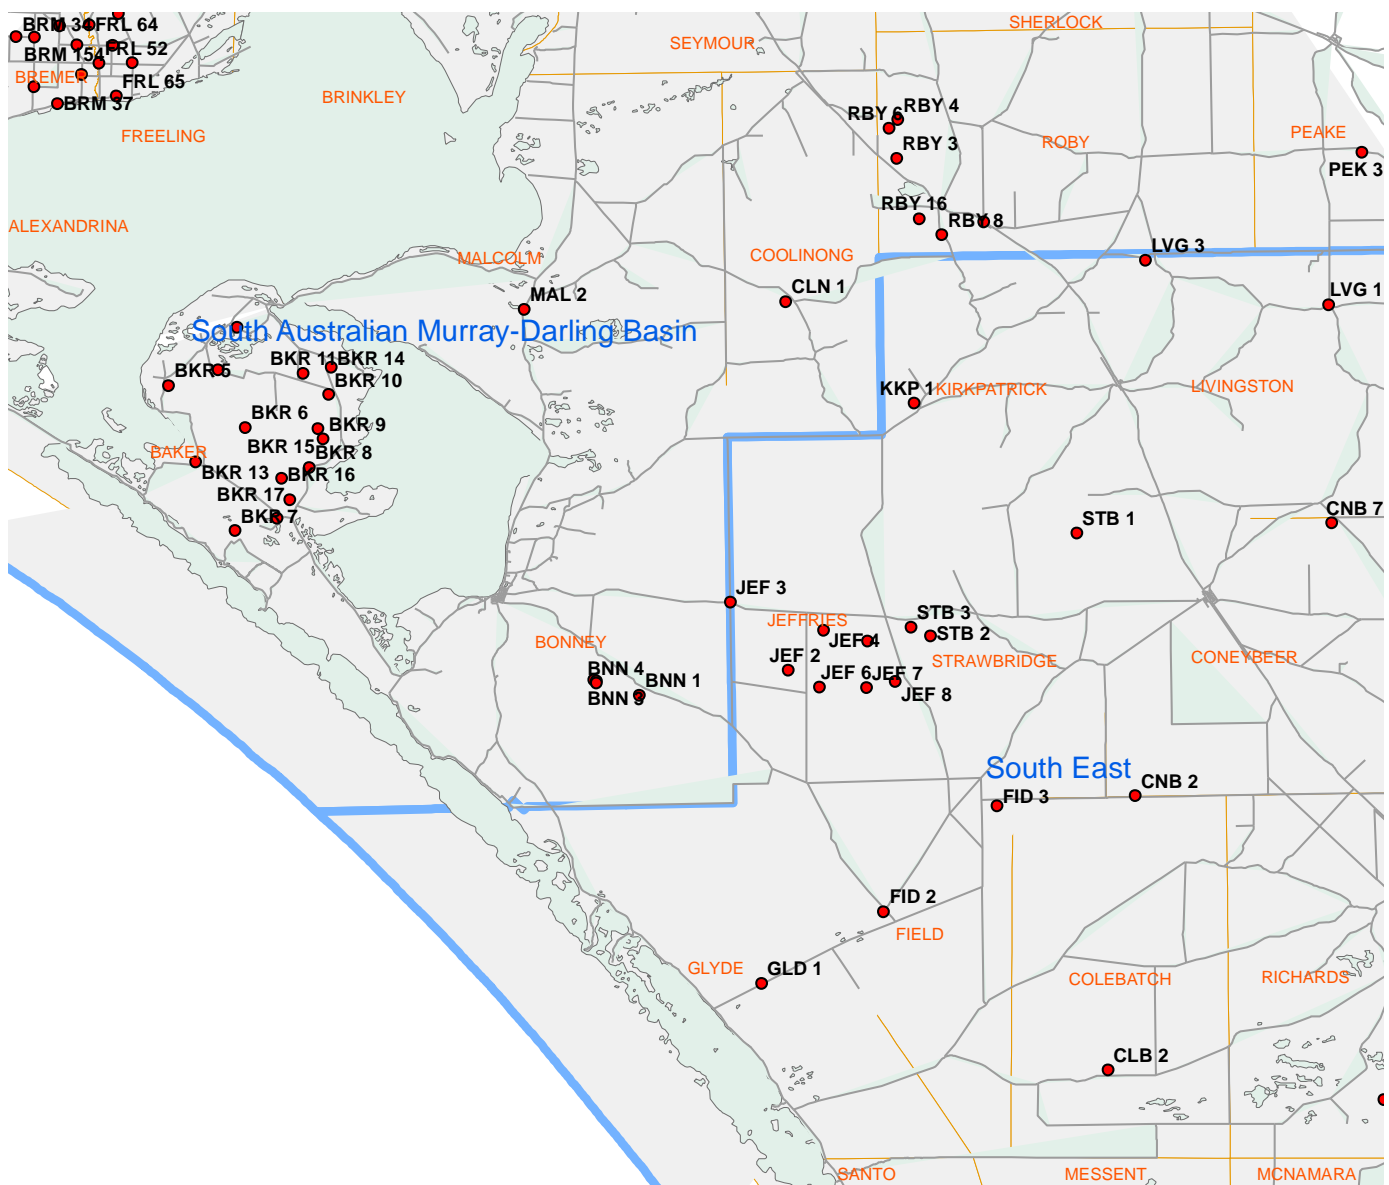 SHERLOCK
BRM 34
FRL 64
SEYMOUR
BRM 154
FRL 52
BREMER
FRL 65
BRINKLEY
BRM 37
RBY 6
RBY 4
FREELING
RBY 3
ROBY
PEAKE
PEK 3
RBY 16
RBY 8
ALEXANDRINA
MALCOLM
COOLINONG
LVG 3
MAL 2
CLN 1
LVG 1
South Australian Murray-Darling Basin
BKR 11
BKR 14
BKR 5
BKR 10
KKP 1
KIRKPATRICK
LIVINGSTON
BKR 6
BKR 9
BAKER
BKR 15
BKR 8
BKR 13
BKR 16
BKR 17
BKR 7
STB 1
CNB 7
JEF 3
JEFFRIES
STB 3
BONNEY
JEF 4
STB 2
JEF 2
STRAWBRIDGE
CONEYBEER
BNN 4
BNN 1
JEF 6
JEF 7
BNN 3
JEF 8
South East
FID 3
CNB 2
FID 2
FIELD
GLYDE
GLD 1
COLEBATCH
RICHARDS
CLB 2
SANTO
MESSENT
MCNAMARA